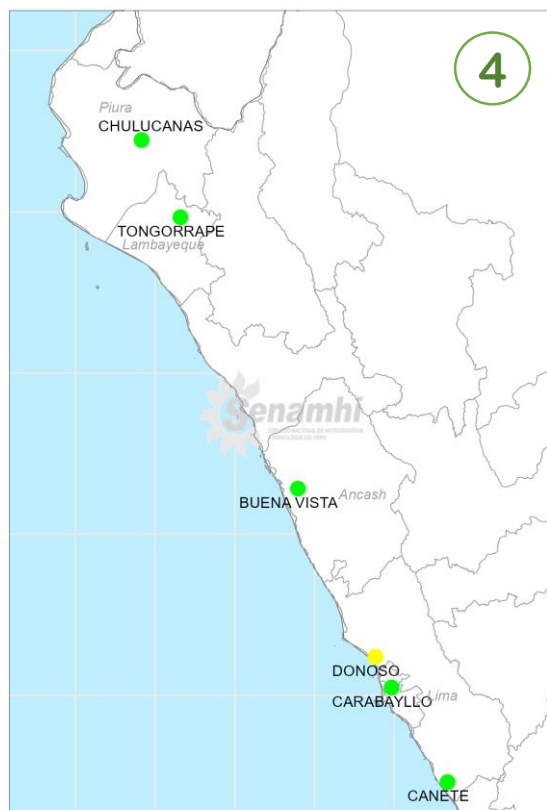 4
Piura
CHULUCANAS
TONGORRAPE
Lambayeque
Senamhi
BUENA VISTA
Ancash
DONOSO
Lima
CARABAYLLO
CANETE